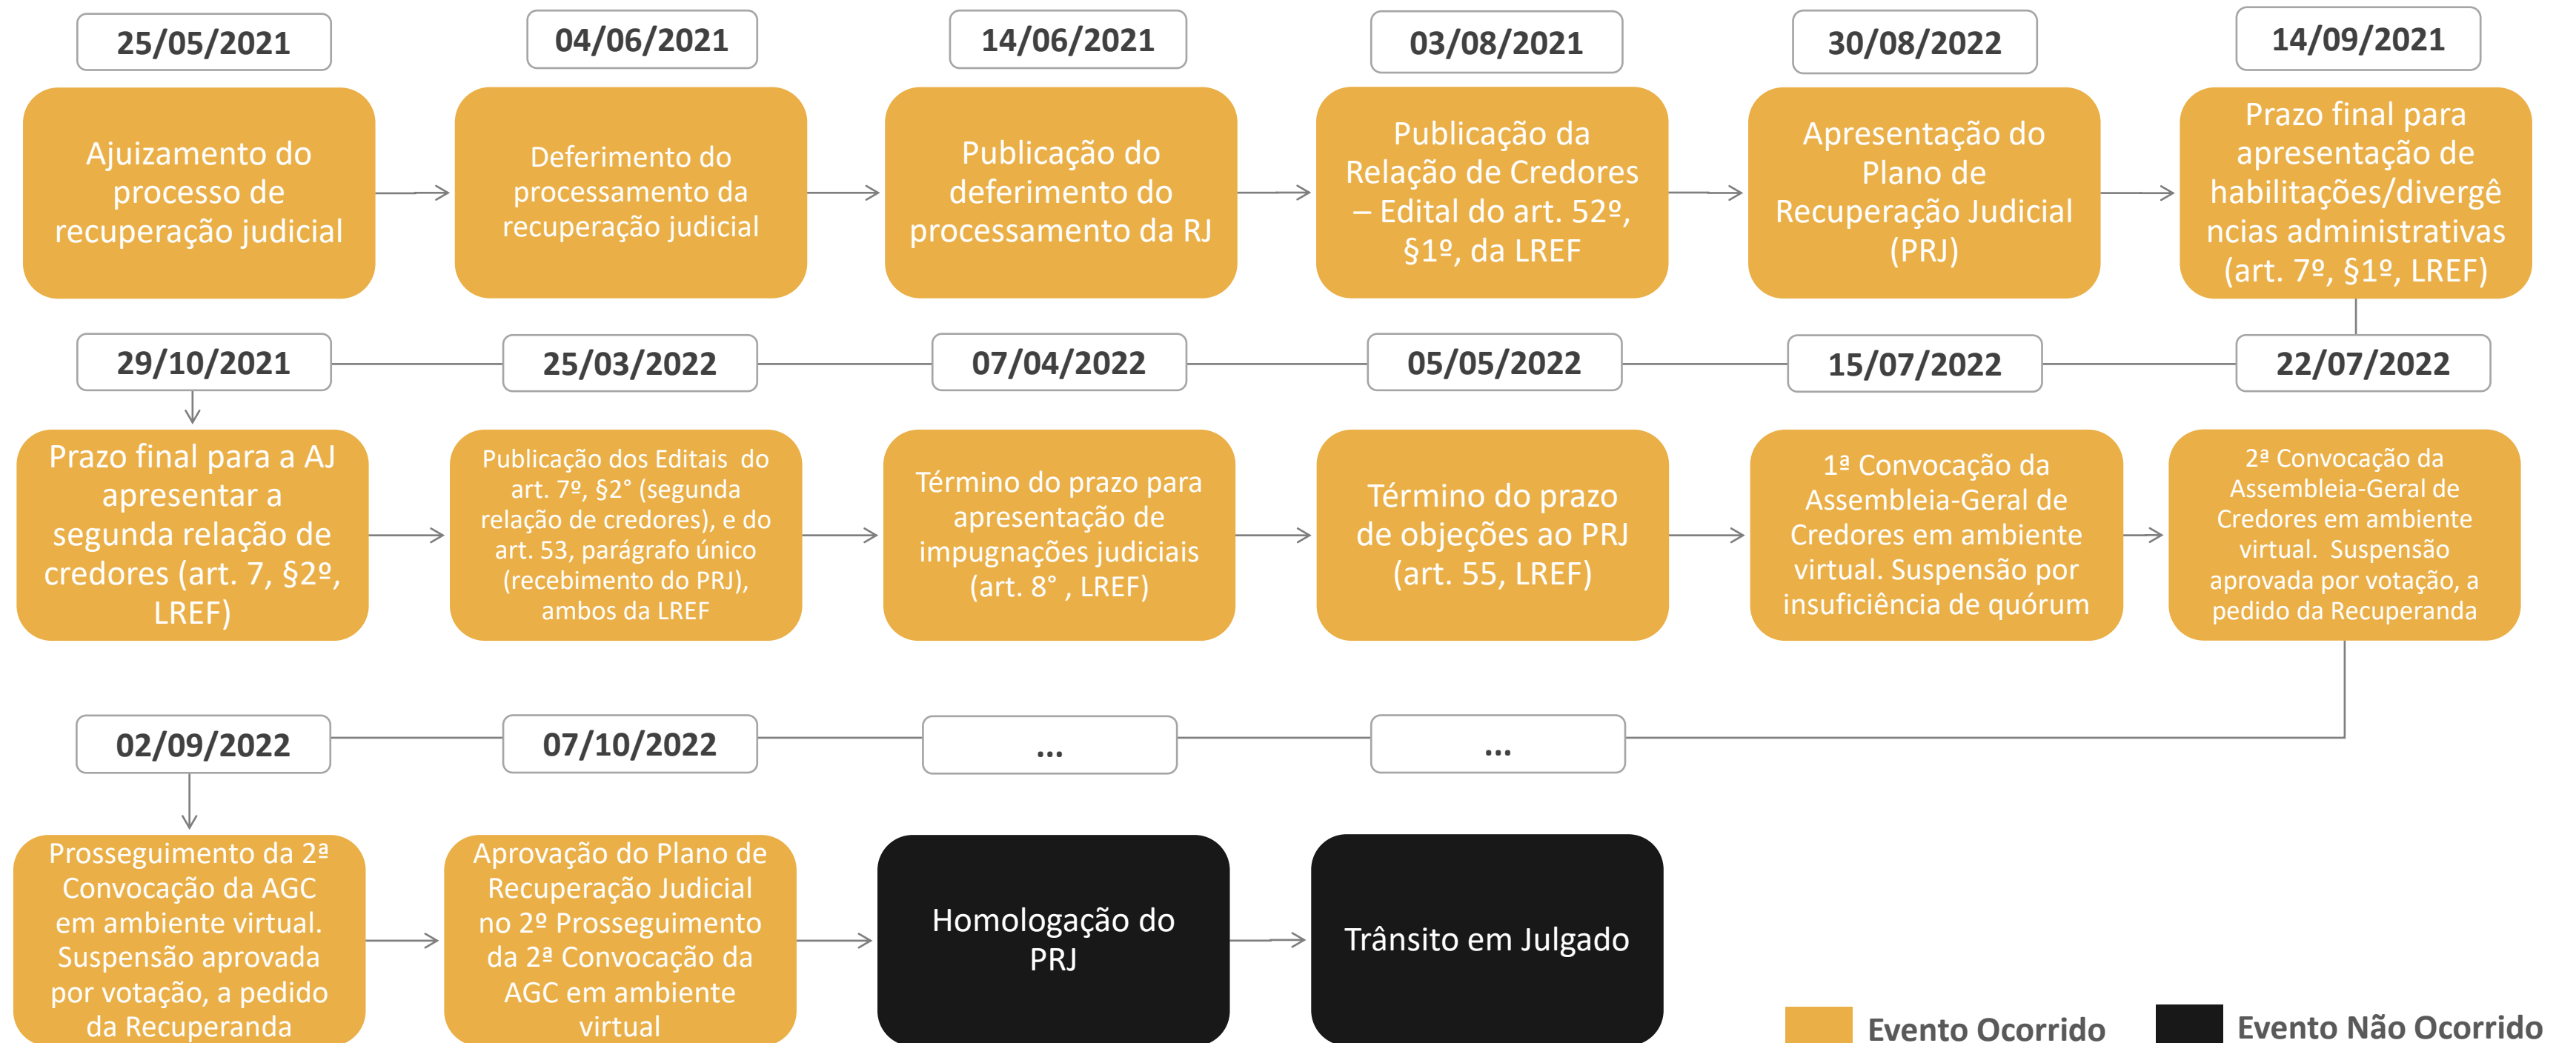 25/05/2021
04/06/2021
14/06/2021
03/08/2021
30/08/2022
14/09/2021
Ajuizamento do
processo de
recuperação judicial
Deferimento do
processamento da
recuperação judicial
Publicação do
deferimento do
processamento da RJ
Publicação da
Relação de Credores
– Edital do art. 52º,
§1º, da LREF
Apresentação do
Plano de
Recuperação Judicial
(PRJ)
Prazo final para
apresentação de
habilitações/divergê
ncias administrativas
(art. 7º, §1º, LREF)
29/10/2021
25/03/2022
07/04/2022
05/05/2022
15/07/2022
22/07/2022
Prazo final para a AJ
apresentar a
segunda relação de
credores (art. 7, §2º,
LREF)
Publicação dos Editais do
art. 7º, §2° (segunda
relação de credores), e do
art. 53, parágrafo único
(recebimento do PRJ),
ambos da LREF
Término do prazo para
apresentação de
impugnações judiciais
(art. 8° , LREF)
Término do prazo
de objeções ao PRJ
(art. 55, LREF)
1ª Convocação da
Assembleia-Geral de
Credores em ambiente
virtual. Suspensão por
insuficiência de quórum
2ª Convocação da
Assembleia-Geral de
Credores em ambiente
virtual. Suspensão
aprovada por votação, a
pedido da Recuperanda
02/09/2022
07/10/2022
...
...
Prosseguimento da 2ª
Convocação da AGC
em ambiente virtual.
Suspensão aprovada
por votação, a pedido
da Recuperanda
Aprovação do Plano de
Recuperação Judicial
no 2º Prosseguimento
da 2ª Convocação da
AGC em ambiente
virtual
Homologação do
PRJ
Trânsito em Julgado
Evento Ocorrido
Evento Não Ocorrido